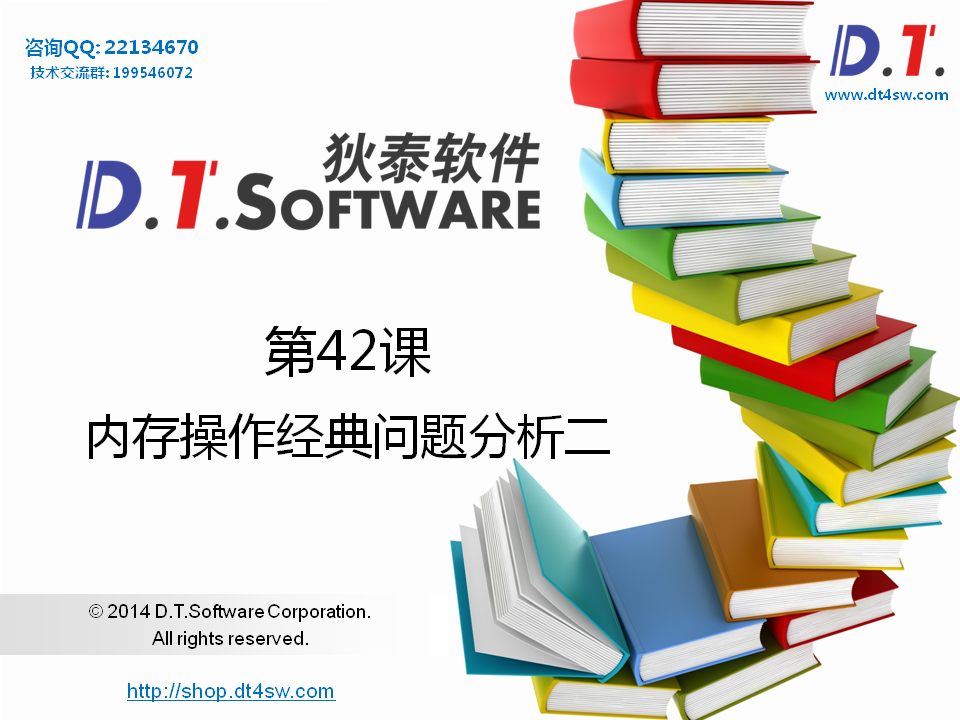 咨询QQ: 22134670
技术交流群: 199546072
D.T.
www.dt4sw.com
狄泰软件
D.T.SOFTWARE
第42课
内存操作经典问题分析二
© 2014 D.T.Software Corporation.
All rights reserved.
http://shop.dt4sw.com